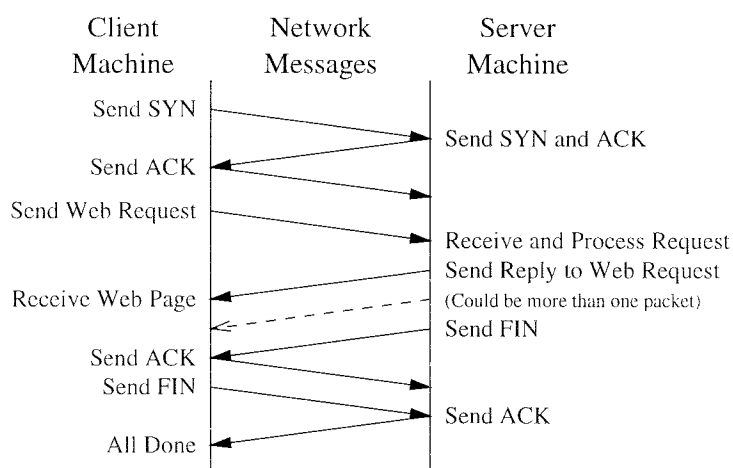 Client Machine
Network Messages
Server Machine
Send SYN
Send SYN and ACK
Send ACK
Send Web Request
Receive and Process Request
Send Reply to Web Request
Receive Web Page
(Could be more than one packet)
Send FIN
Send ACK
Send FIN
Send ACK
All Done